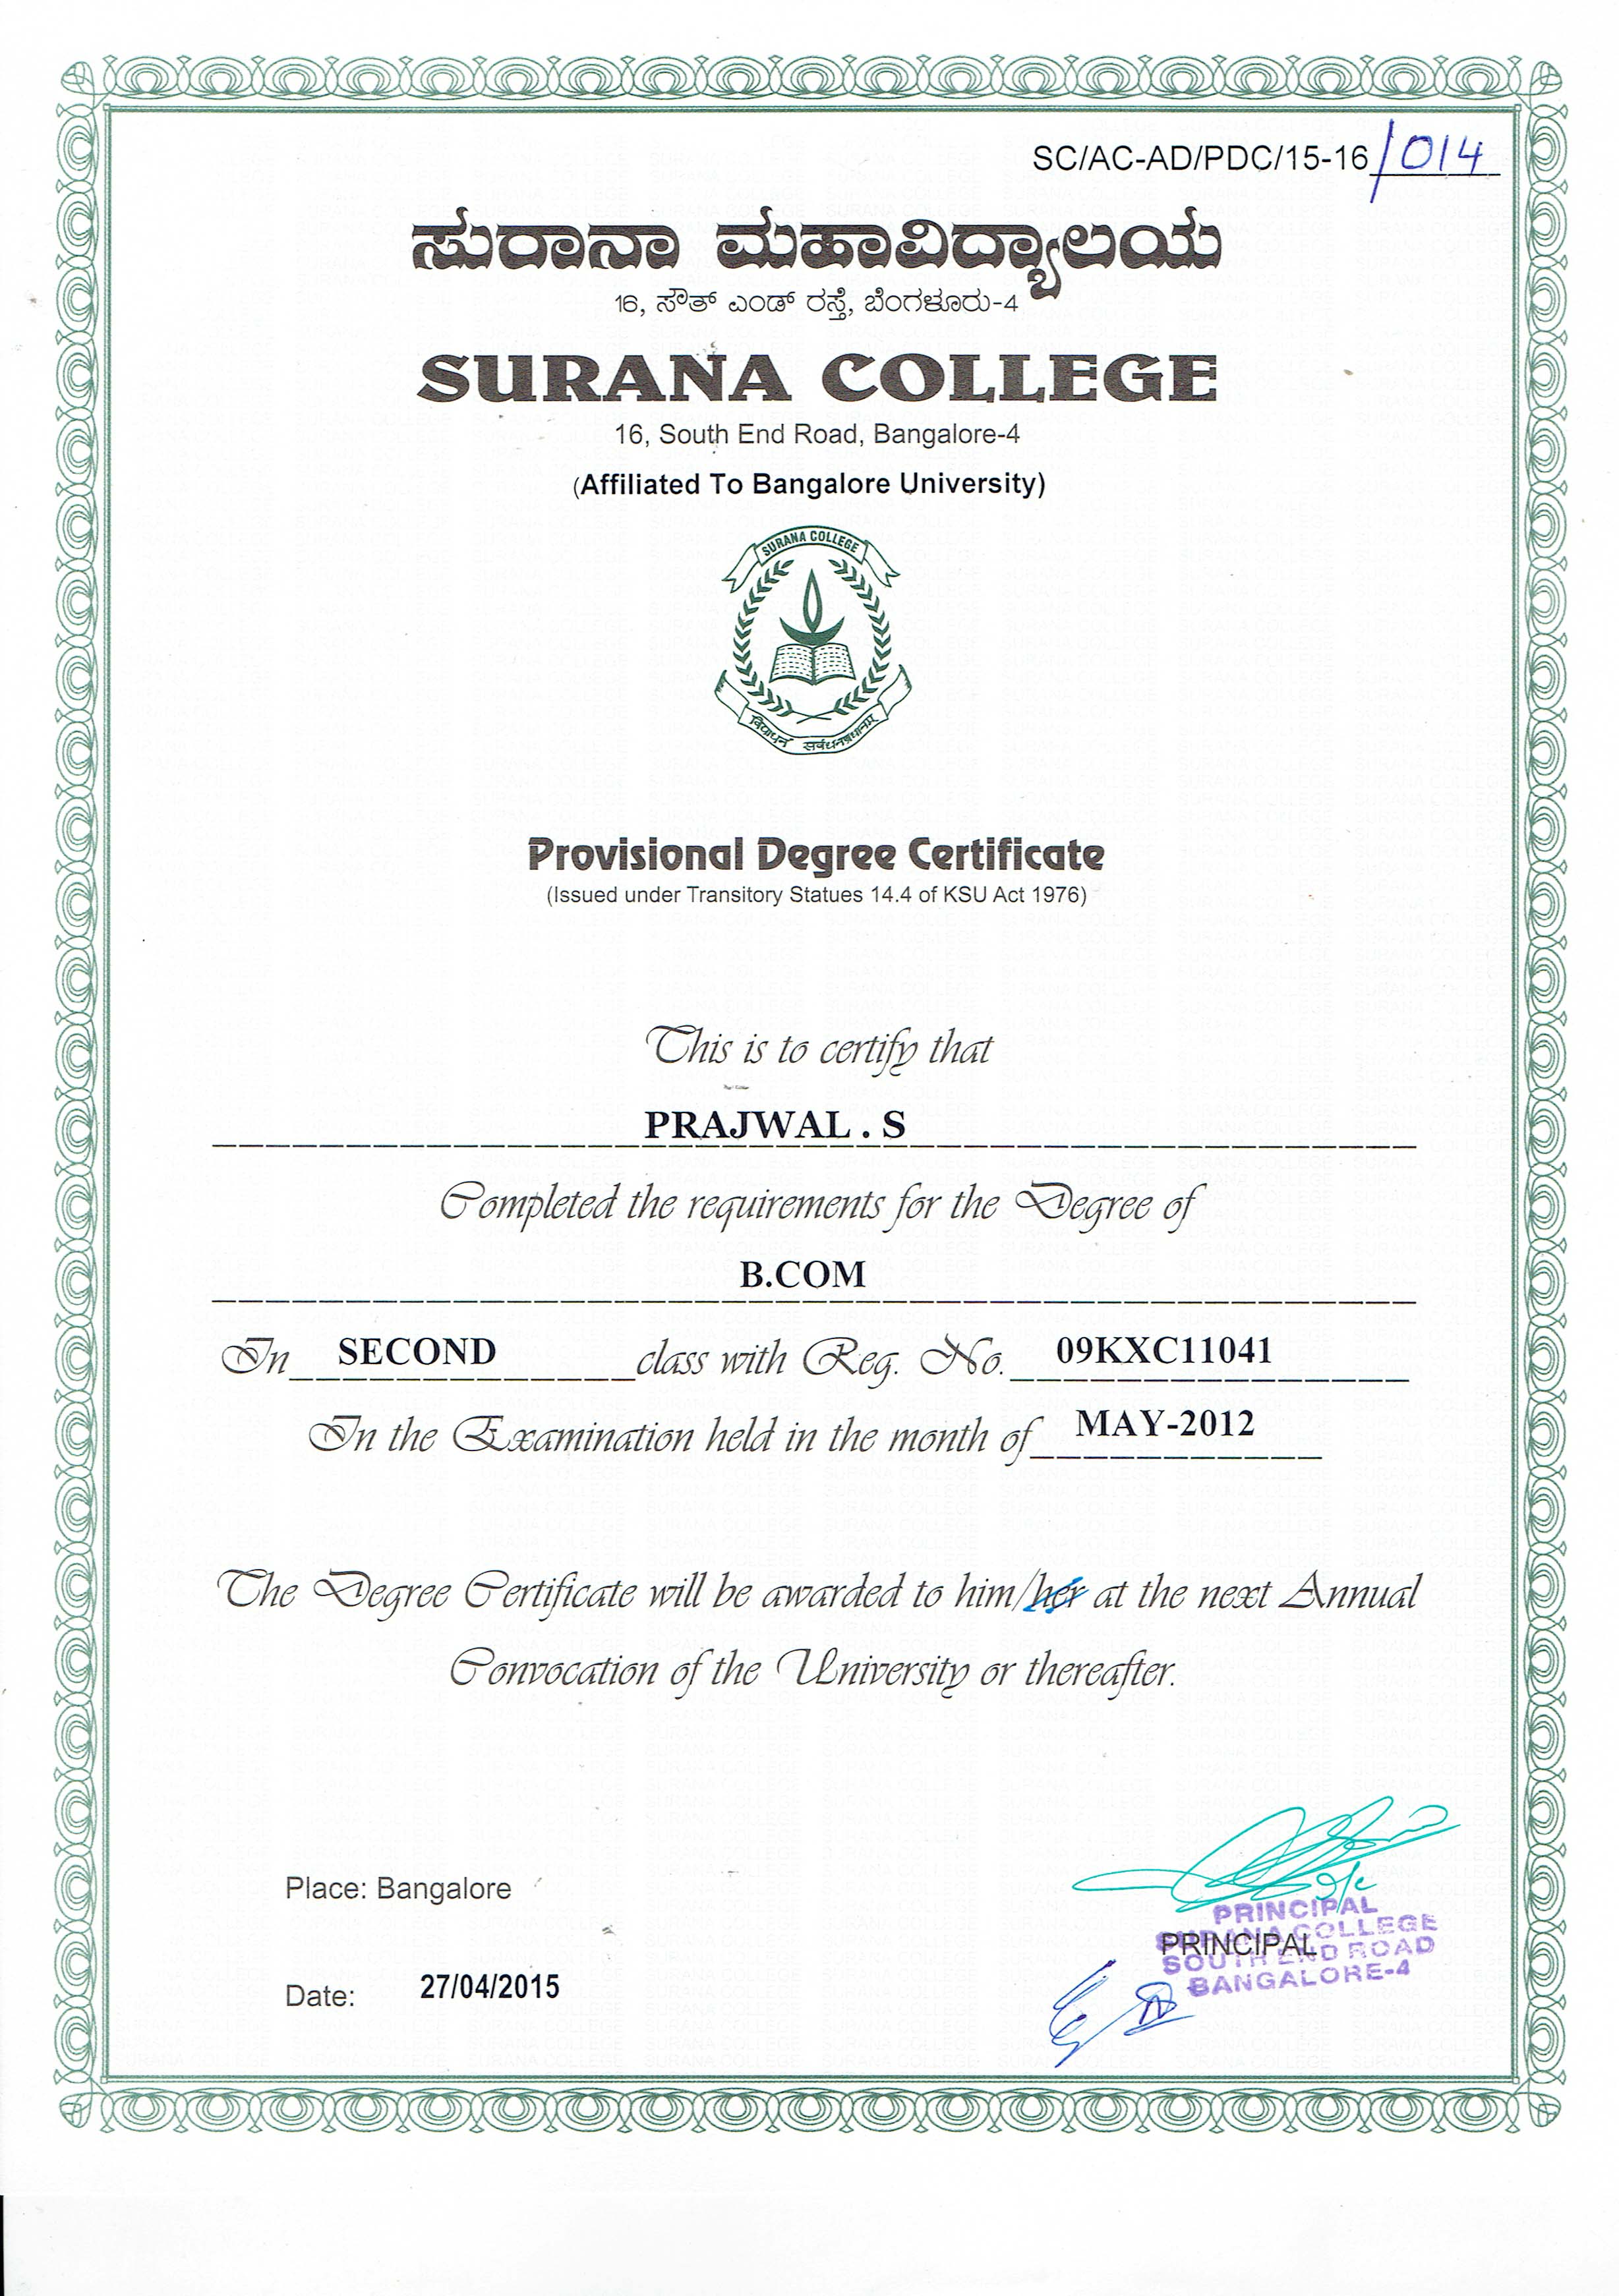 SC/AC-AD/PDC/15-16/014
ಸುರಾನಾ ಮಹಾವಿದ್ಯಾಲಯ
16, ಸೌತ್ ಎಂಡ್ ರಸ್ತೆ, ಬೆಂಗಳೂರು-4
SURANA COLLEGE
16, South End Road, Bangalore-4
(Affiliated To Bangalore University)
SURANA COLLEGE
विद्याधनं सर्वधनप्रधानम्
Provisional Degree Certificate
(Issued under Transitory Statues 14.4 of KSU Act 1976)
This is to certify that
PRAJWAL . S
Completed the requirements for the Degree of
B.COM
In SECOND class with Reg. No. 09KXC11041
In the Examination held in the month of MAY-2012
The Degree Certificate will be awarded to him/her at the next Annual
Convocation of the University or thereafter.
Place: Bangalore
PRINCIPAL
SURANA COLLEGE
PRINCIPAL
SOUTH END ROAD
BANGALORE-4
Date: 27/04/2015